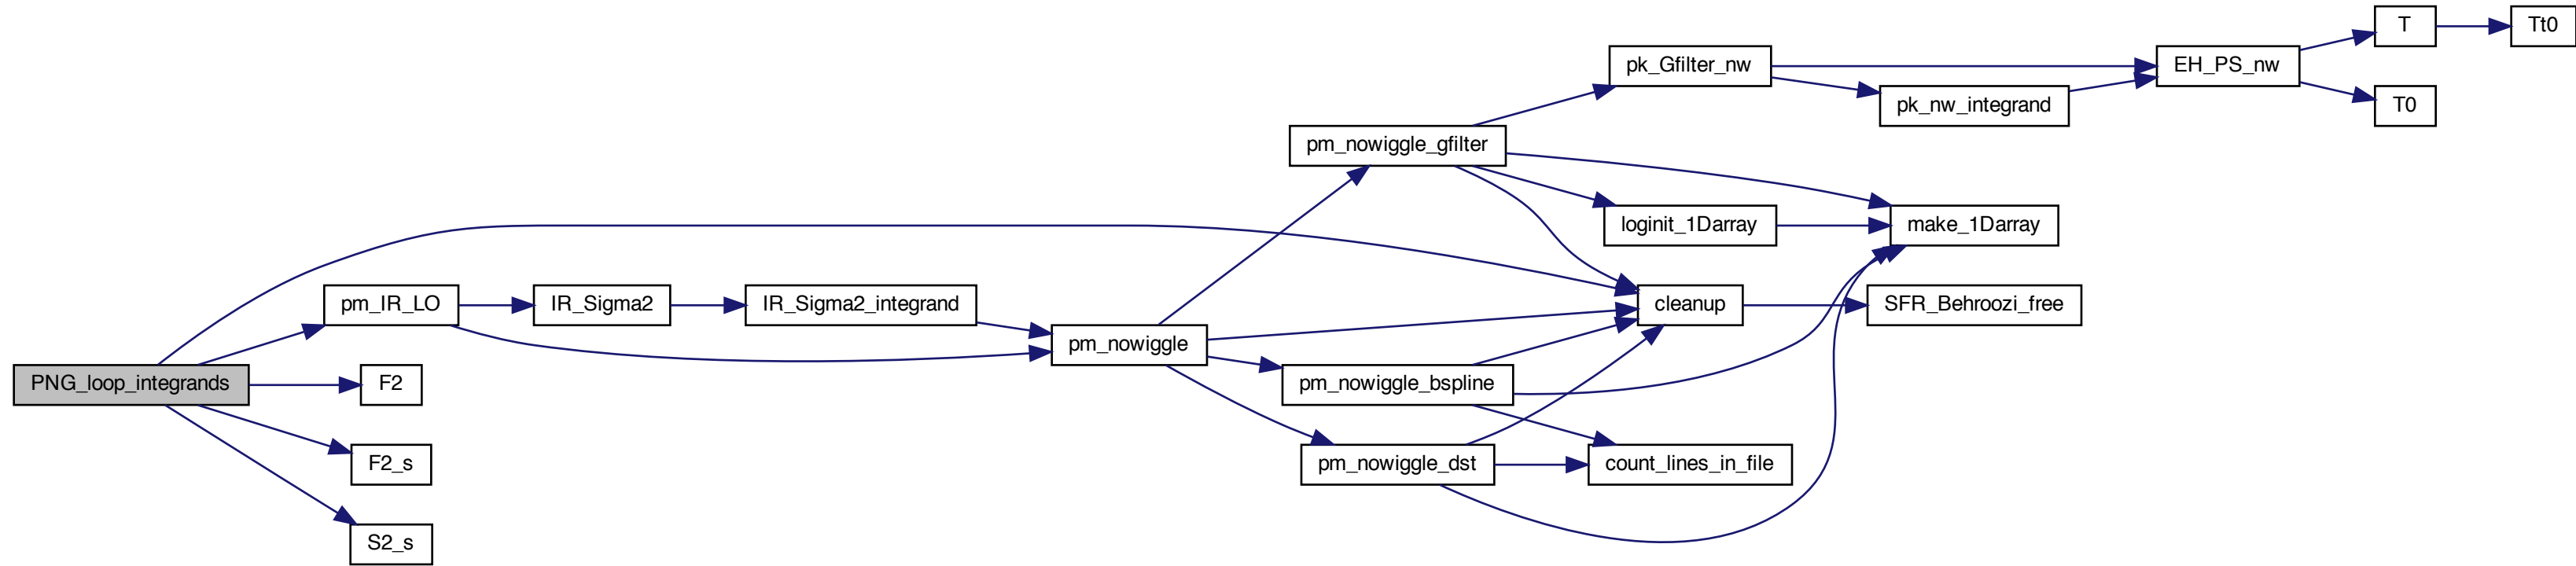 PNG_loop_integrands
pm_IR_LO
F2
F2_s
S2_s
IR_Sigma2
IR_Sigma2_integrand
pm_nowiggle
pm_nowiggle_gfilter
pm_nowiggle_bspline
pm_nowiggle_dst
pk_Gfilter_nw
loginit_1Darray
cleanup
count_lines_in_file
pk_nw_integrand
make_1Darray
SFR_Behroozi_free
EH_PS_nw
T
T0
Tt0